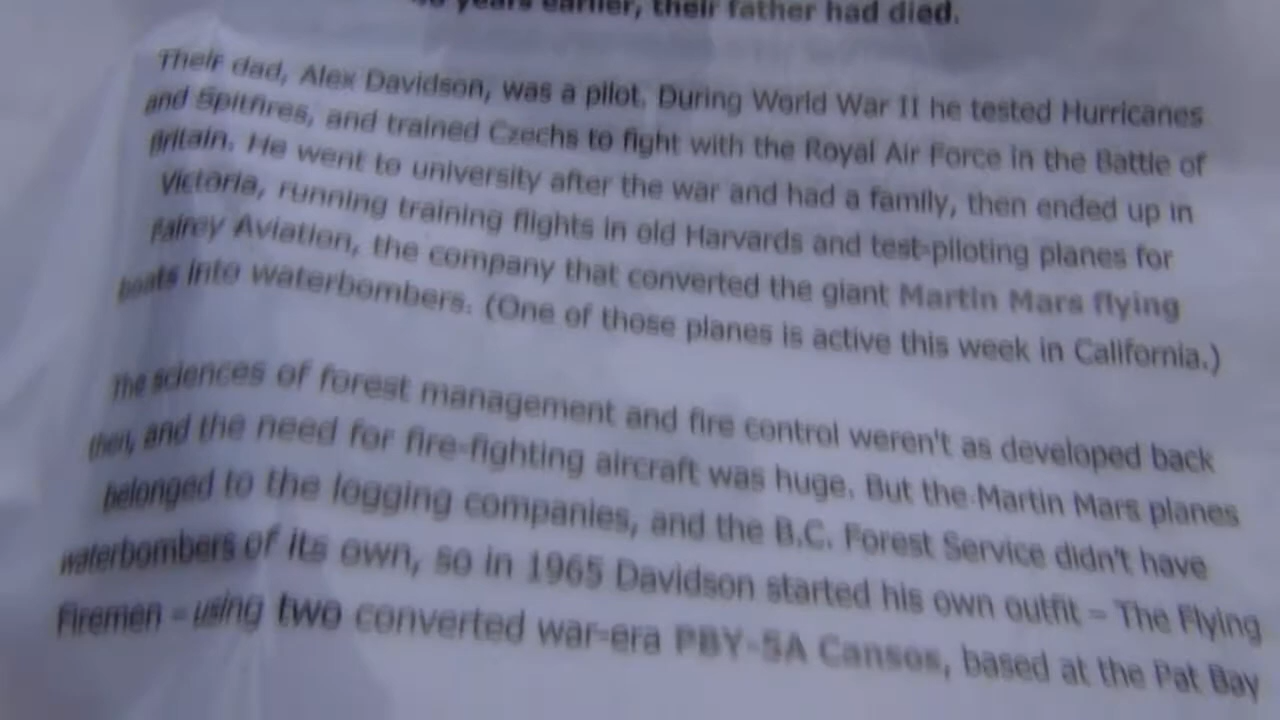 years earlier, their father had died.
Their dad, Alex Davidson, was a pilot. During World War II he tested Hurricanes
and Spitfires, and trained Czechs to fight with the Royal Air Force in the Battle of
Britain. He went to university after the war and had a family, then ended up in
Victoria, running training flights in old Harvards and test-piloting planes for
Fairey Aviation, the company that converted the giant Martin Mars flying
boats into waterbombers. (One of those planes is active this week in California.)
The sciences of forest management and fire control weren't as developed back
then, and the need for fire-fighting aircraft was huge. But the Martin Mars planes
belonged to the logging companies, and the B.C. Forest Service didn't have
waterbombers of its own, so in 1965 Davidson started his own outfit – The Flying
Firemen – using two converted war-era PBY-5A Cansos, based at the Pat Bay